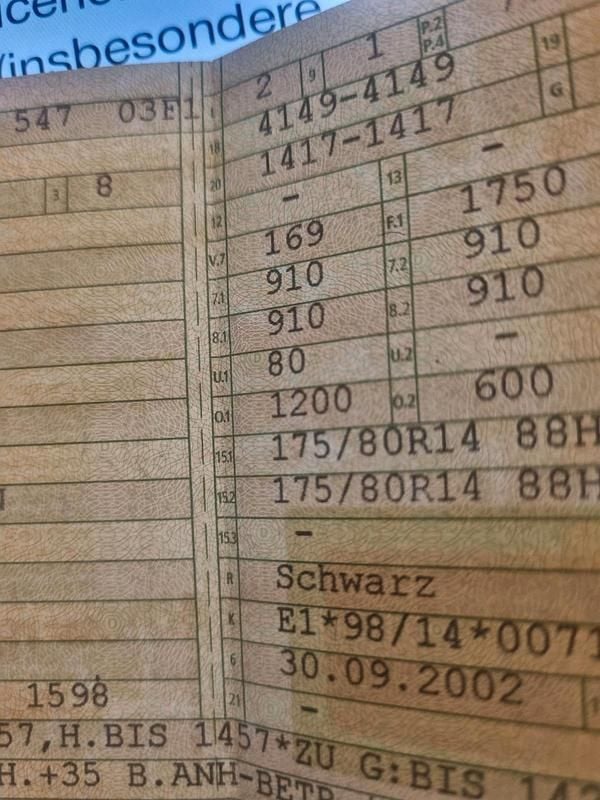 (insbesondere
547 03F1 2 9 1 P.2 P.4
18 4149-4149 19
3 8 20 1417-1417 G
12 - 13 -
V.7 169 F.1 1750
7.1 910 7.2 910
8.1 910 8.2 910
U.1 80 U.2 -
O.1 1200 O.2 600
15.1 175/80R14 88H
15.2 175/80R14 88H
15.3 -
R Schwarz
K E1*98/14*0071
6 30.09.2002
1598 21 -
57,H.BIS 1457*ZU G:BIS
H.+35 B.ANH-BETR